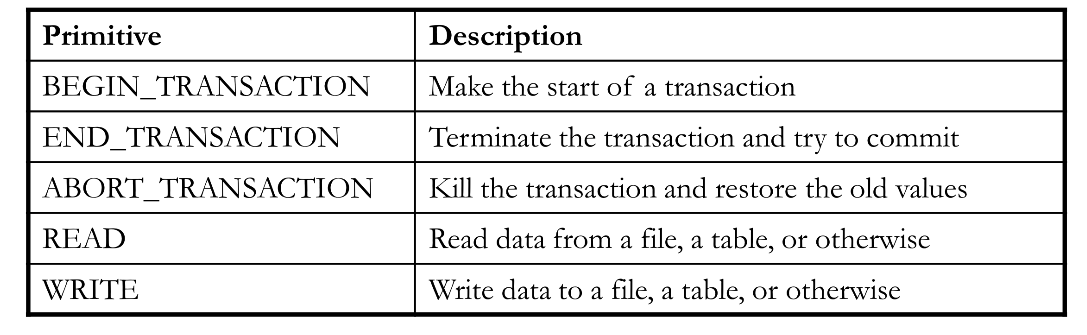 Primitive Description
BEGIN_TRANSACTION Make the start of a transaction
END_TRANSACTION Terminate the transaction and try to commit
ABORT_TRANSACTION Kill the transaction and restore the old values
READ Read data from a file, a table, or otherwise
WRITE Write data to a file, a table, or otherwise